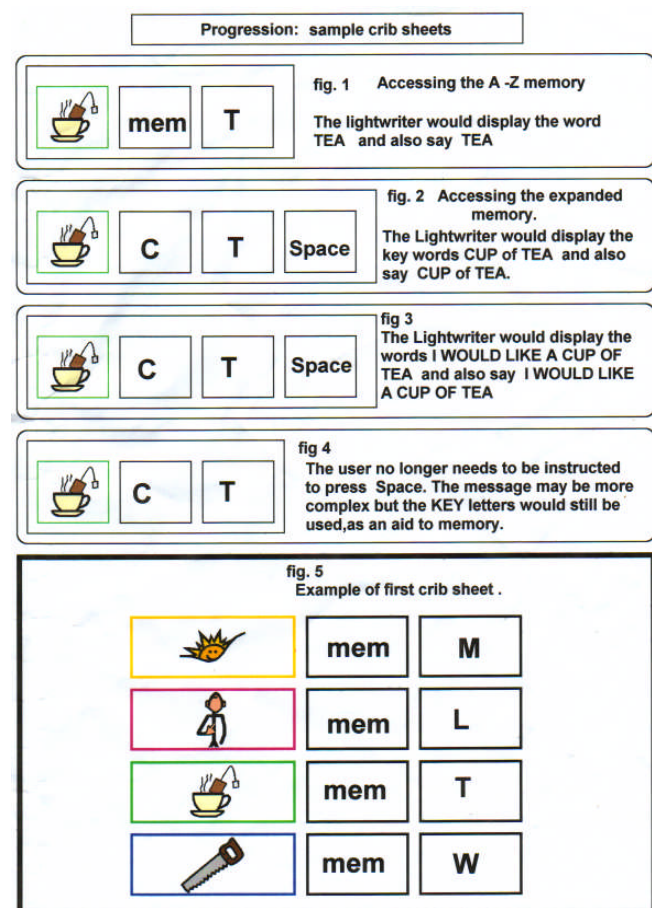 Progression: sample crib sheets
mem T
fig. 1 Accessing the A -Z memory
The lightwriter would display the word
TEA and also say TEA
C T Space
fig. 2 Accessing the expanded
memory.
The Lightwriter would display the
key words CUP of TEA and also
say CUP of TEA.
C T Space
fig 3
The Lightwriter would display the
words I WOULD LIKE A CUP OF
TEA and also say I WOULD LIKE
A CUP OF TEA
C T
fig 4
The user no longer needs to be instructed
to press Space. The message may be more
complex but the KEY letters would still be
used,as an aid to memory.
fig. 5
Example of first crib sheet .
mem M
mem L
mem T
mem W